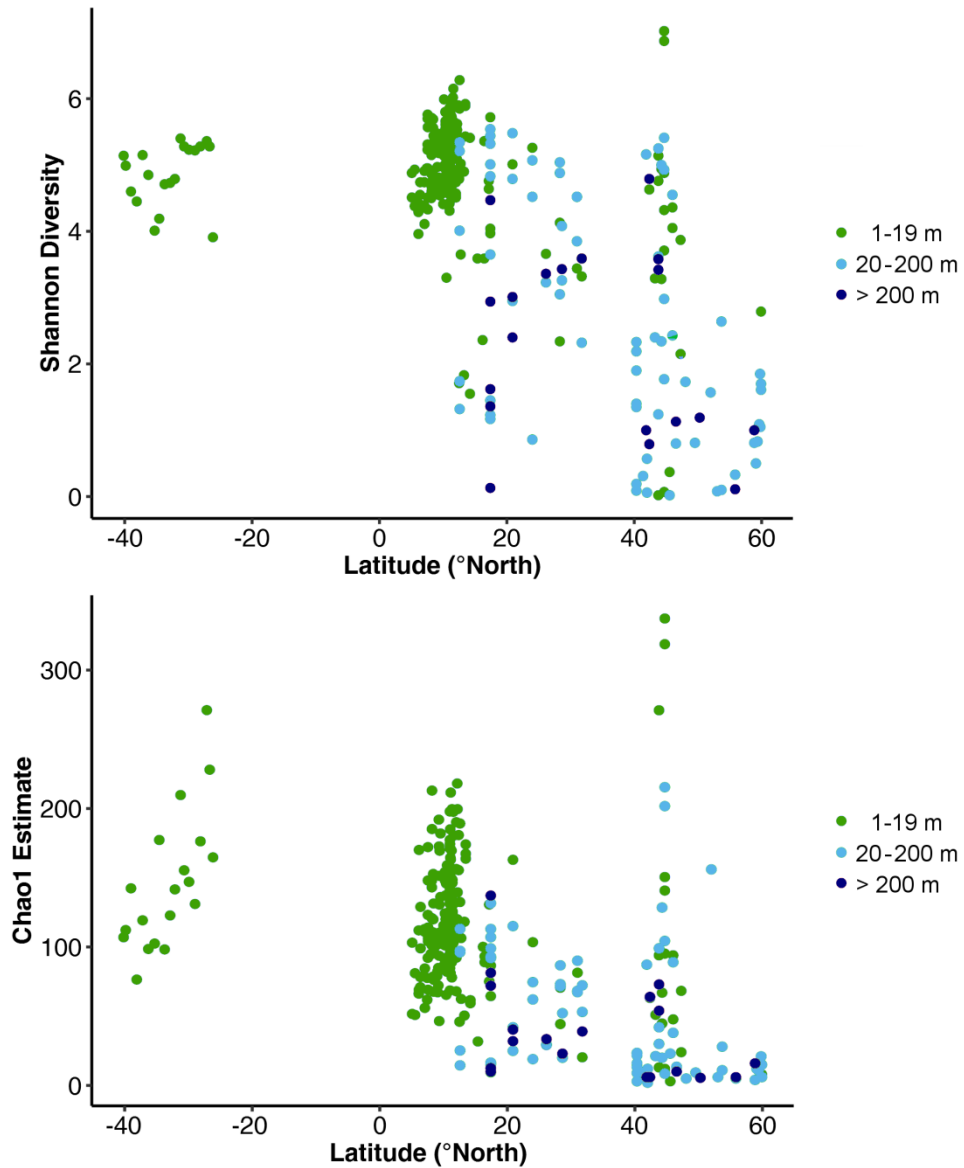 Shannon Diversity
6
4
2
0
-40 -20 0 20 40 60
Latitude (°North)
1-19 m
20-200 m
> 200 m
Chao1 Estimate
300
200
100
0
-40 -20 0 20 40 60
Latitude (°North)
1-19 m
20-200 m
> 200 m